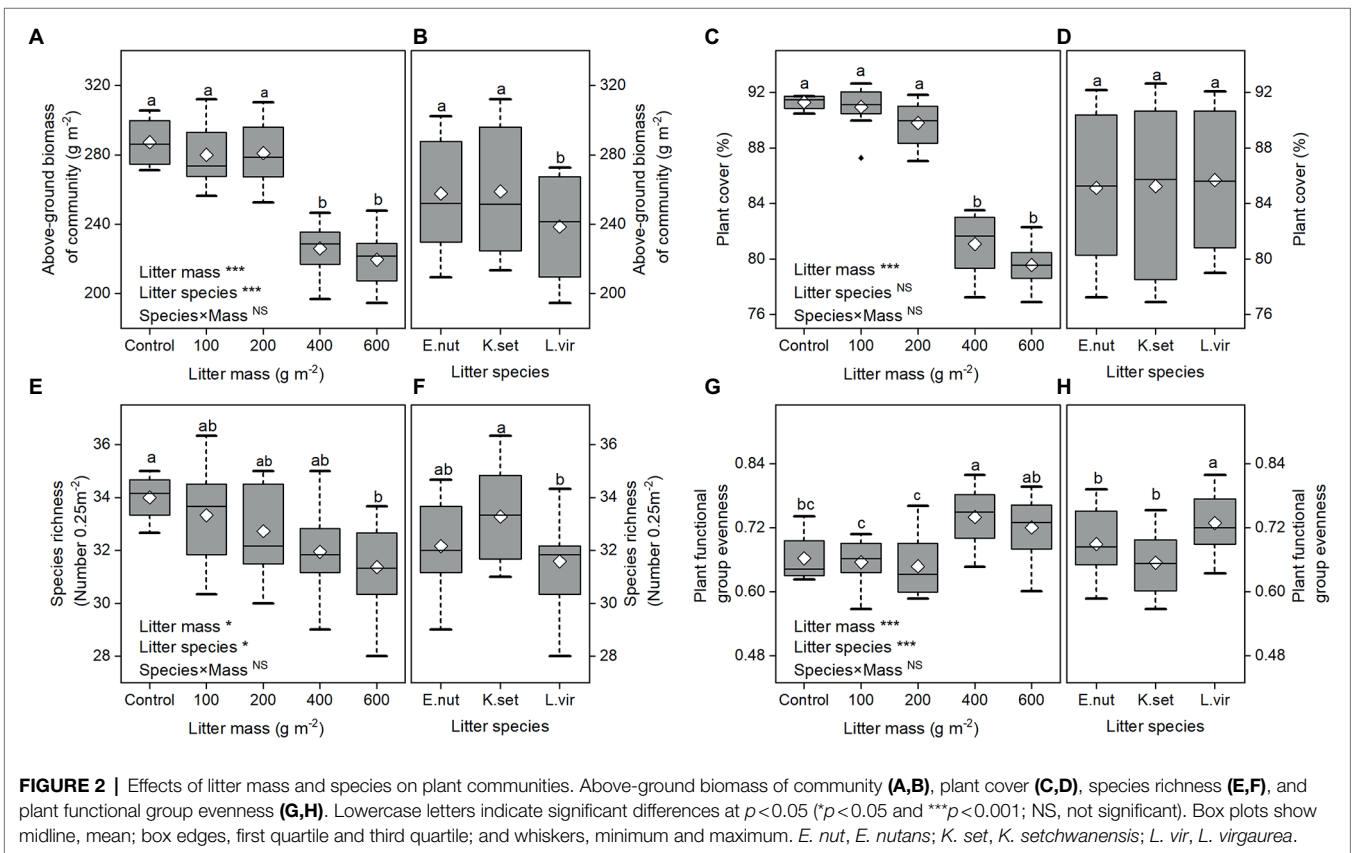 A
B
C
D
Above-ground biomass
of community (g m⁻²)
320
280
240
200
a
a
a
b
b
Litter mass ***
Litter species ***
Species×Mass NS
Control 100 200 400 600
Litter mass (g m⁻²)
a
a
b
E.nut K.set L.vir
Litter species
320
280
240
200
Above-ground biomass
of community (g m⁻²)
Plant cover (%)
92
88
84
80
76
a
a
a
b
b
Litter mass ***
Litter species NS
Species×Mass NS
Control 100 200 400 600
Litter mass (g m⁻²)
a
a
a
E.nut K.set L.vir
Litter species
92
88
84
80
76
Plant cover (%)
E
F
G
H
Species richness
(Number 0.25m⁻²)
36
34
32
30
28
a
ab
ab
ab
b
Litter mass *
Litter species *
Species×Mass NS
Control 100 200 400 600
Litter mass (g m⁻²)
ab
a
b
E.nut K.set L.vir
Litter species
36
34
32
30
28
Species richness
(Number 0.25m⁻²)
Plant functional
group evenness
0.84
0.72
0.60
0.48
bc
c
c
a
ab
Litter mass ***
Litter species ***
Species×Mass NS
Control 100 200 400 600
Litter mass (g m⁻²)
b
b
a
E.nut K.set L.vir
Litter species
0.84
0.72
0.60
0.48
Plant functional
group evenness
FIGURE 2 | Effects of litter mass and species on plant communities. Above-ground biomass of community (A,B), plant cover (C,D), species richness (E,F), and
plant functional group evenness (G,H). Lowercase letters indicate significant differences at p<0.05 (*p<0.05 and ***p<0.001; NS, not significant). Box plots show
midline, mean; box edges, first quartile and third quartile; and whiskers, minimum and maximum. E. nut, E. nutans; K. set, K. setchwanensis; L. vir, L. virgaurea.